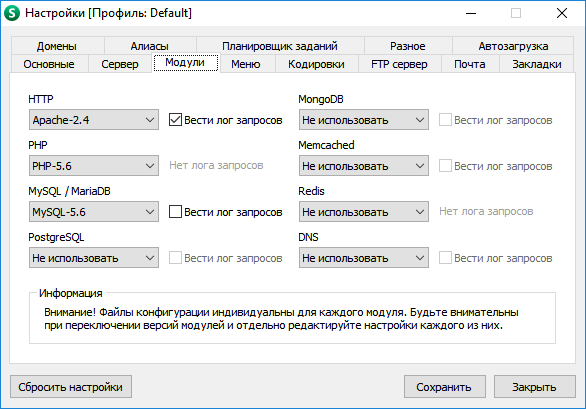 S
Настройки [Профиль: Default]
Домены Алиасы Планировщик заданий Разное Автозагрузка
Основные Сервер Модули Меню Кодировки FTP сервер Почта Закладки
HTTP MongoDB
Apache-2.4 Вести лог запросов Не использовать Вести лог запросов
PHP Memcached
PHP-5.6 Нет лога запросов Не использовать Вести лог запросов
MySQL / MariaDB Redis
MySQL-5.6 Вести лог запросов Не использовать Нет лога запросов
PostgreSQL DNS
Не использовать Вести лог запросов Не использовать Вести лог запросов
Информация
Внимание! Файлы конфигурации индивидуальны для каждого модуля. Будьте внимательны
при переключении версий модулей и отдельно редактируйте настройки каждого из них.
Сбросить настройки Сохранить Закрыть